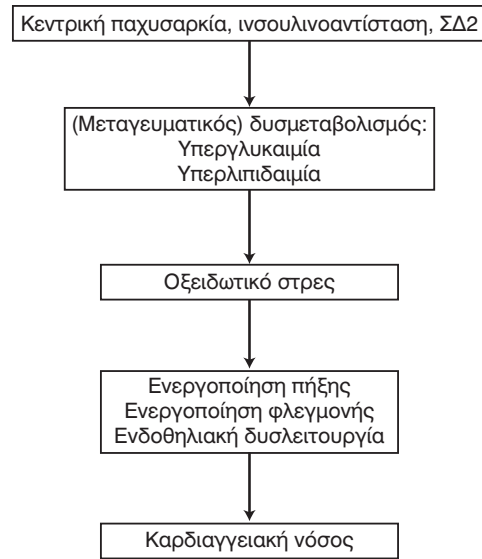 Κεντρική παχυσαρκία, ινσουλινοαντίσταση, ΣΔ2
(Μεταγευματικός) δυσμεταβολισμός:
Υπεργλυκαιμία
Υπερλιπιδαιμία
Οξειδωτικό στρες
Ενεργοποίηση πήξης
Ενεργοποίηση φλεγμονής
Ενδοθηλιακή δυσλειτουργία
Καρδιαγγειακή νόσος